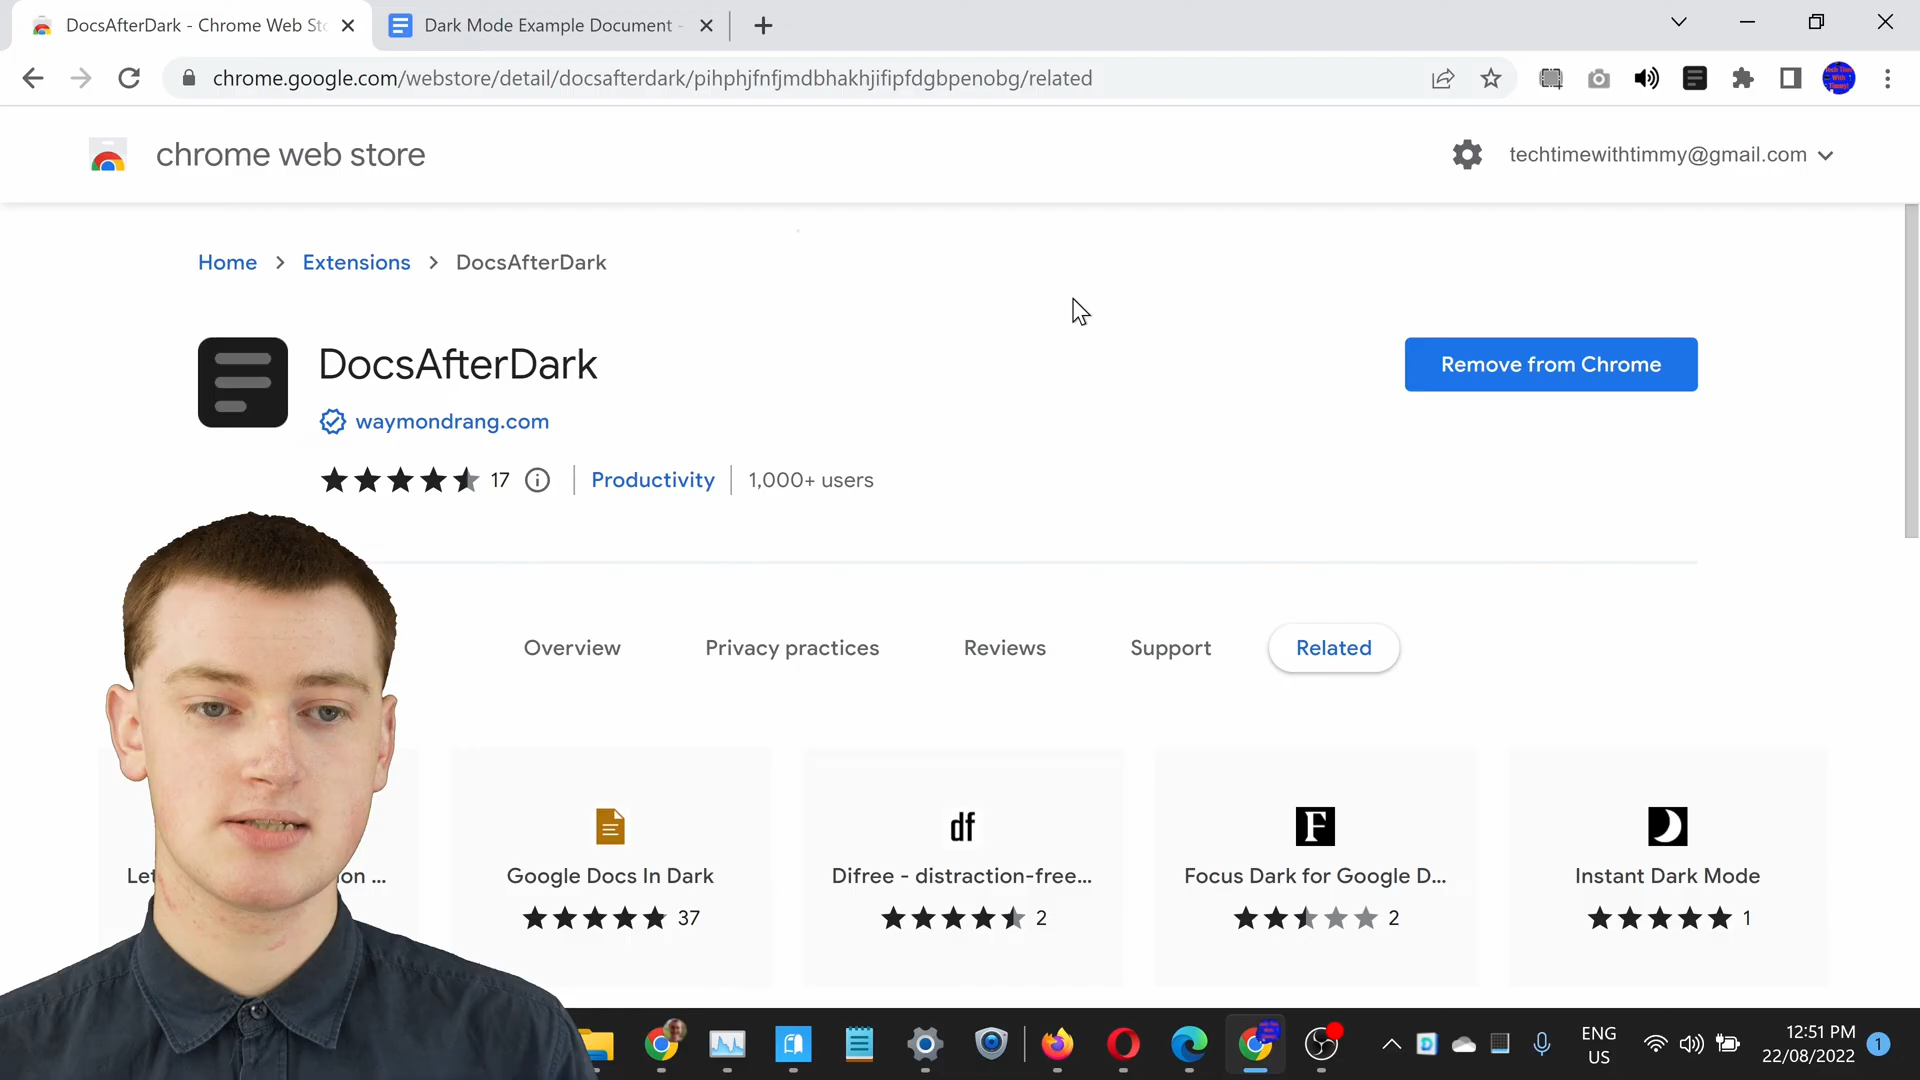 DocsAfterDark - Chrome Web Sto
Dark Mode Example Document -
chrome.google.com/webstore/detail/docsafterdark/pihphjfnfjmdbhakhjifipfdgbpenobg/related
chrome web store
techtimewithtimmy@gmail.com
Home > Extensions > DocsAfterDark
DocsAfterDark
Remove from Chrome
waymondrang.com
17
Productivity
1,000+ users
Overview
Privacy practices
Reviews
Support
Related
df
F
Let
on ...
Google Docs In Dark
Difree - distraction-free...
Focus Dark for Google D...
Instant Dark Mode
37
2
2
1
ENG
US
12:51 PM
22/08/2022
1